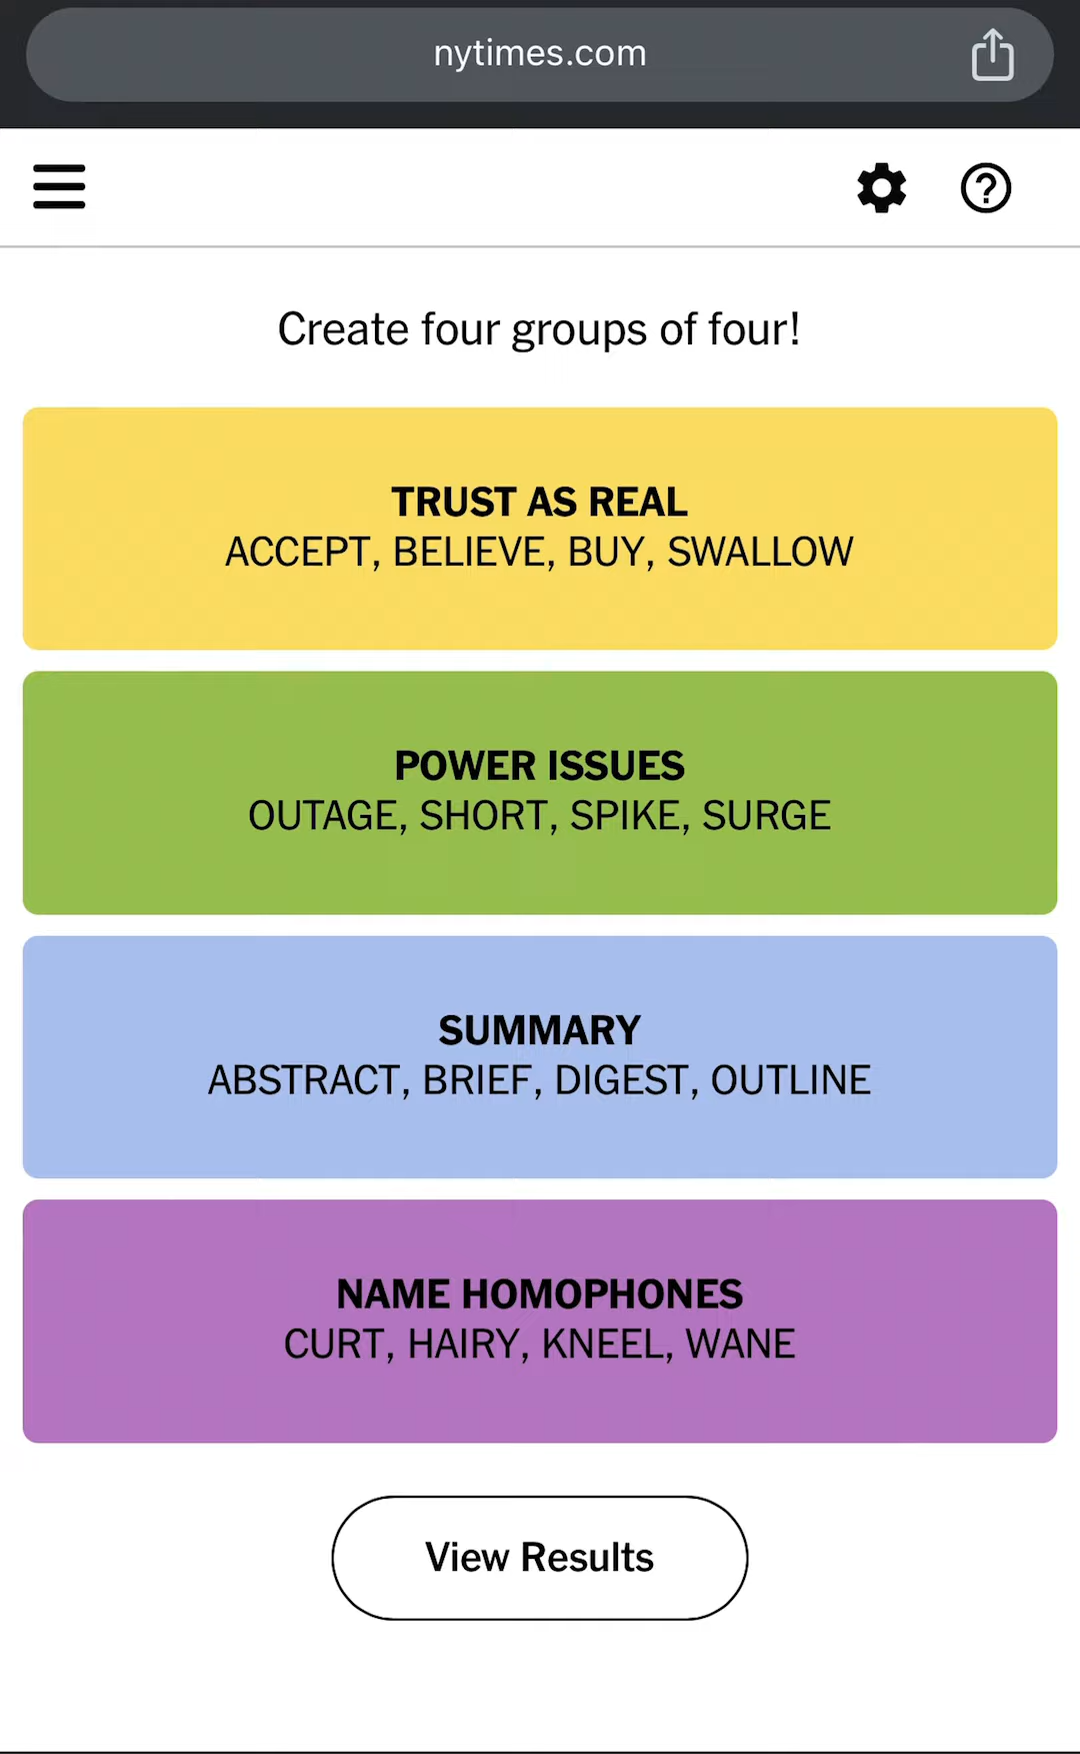 nytimes.com
Create four groups of four!
TRUST AS REAL
ACCEPT, BELIEVE, BUY, SWALLOW
POWER ISSUES
OUTAGE, SHORT, SPIKE, SURGE
SUMMARY
ABSTRACT, BRIEF, DIGEST, OUTLINE
NAME HOMOPHONES
CURT, HAIRY, KNEEL, WANE
View Results